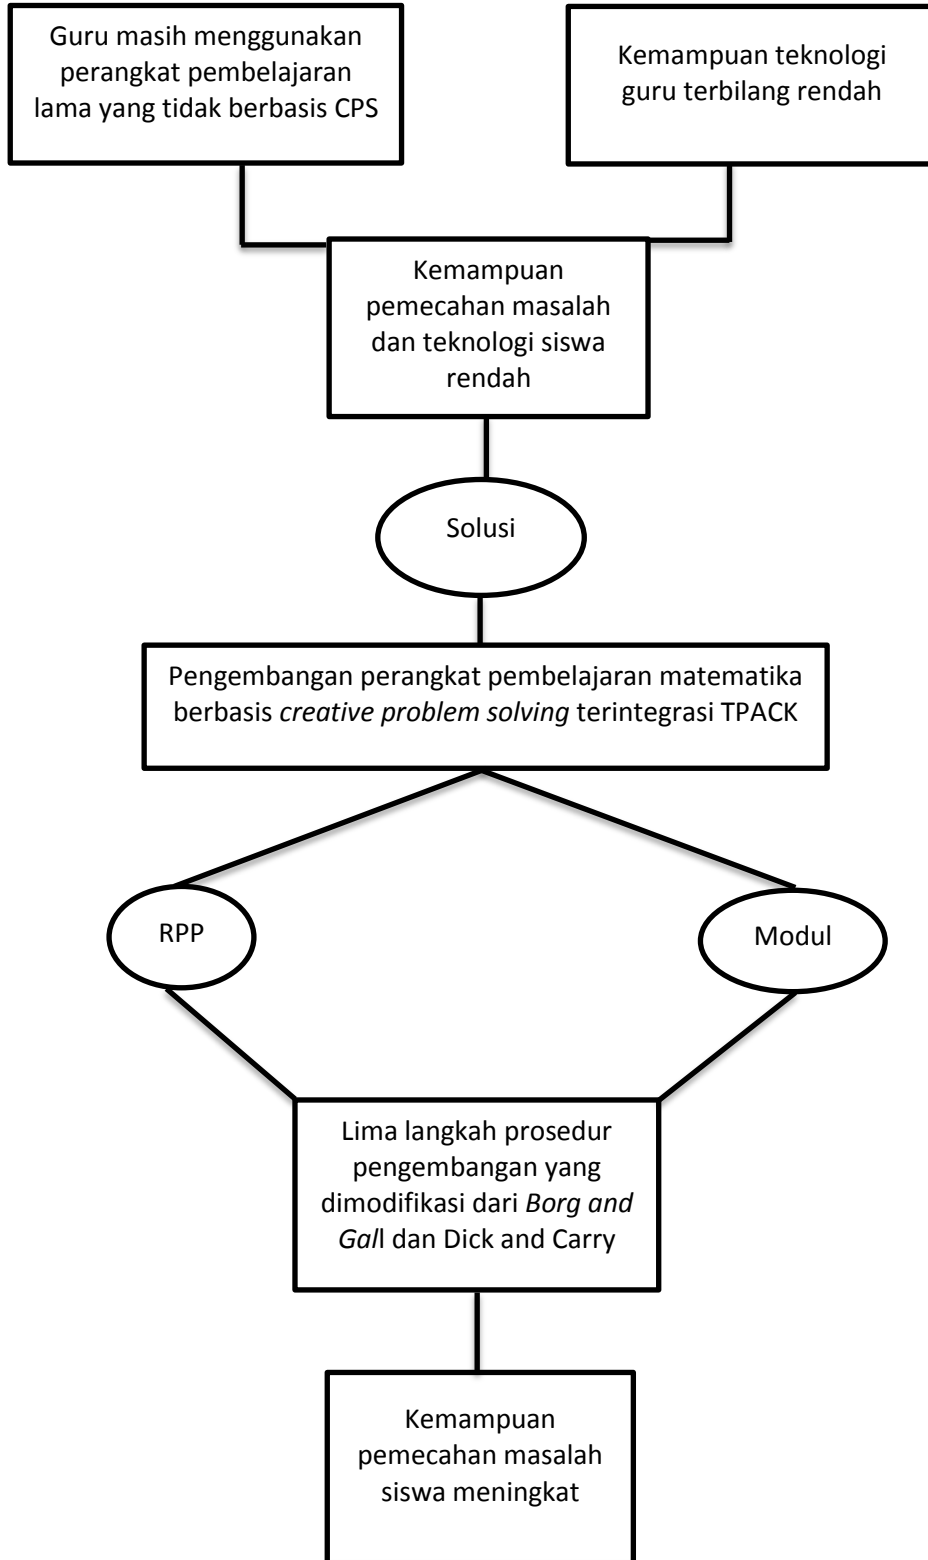 Guru masih menggunakan
perangkat pembelajaran
lama yang tidak berbasis CPS
Kemampuan teknologi
guru terbilang rendah
Kemampuan
pemecahan masalah
dan teknologi siswa
rendah
Solusi
Pengembangan perangkat pembelajaran matematika
berbasis creative problem solving terintegrasi TPACK
RPP
Modul
Lima langkah prosedur
pengembangan yang
dimodifikasi dari Borg and
Gall dan Dick and Carry
Kemampuan
pemecahan masalah
siswa meningkat